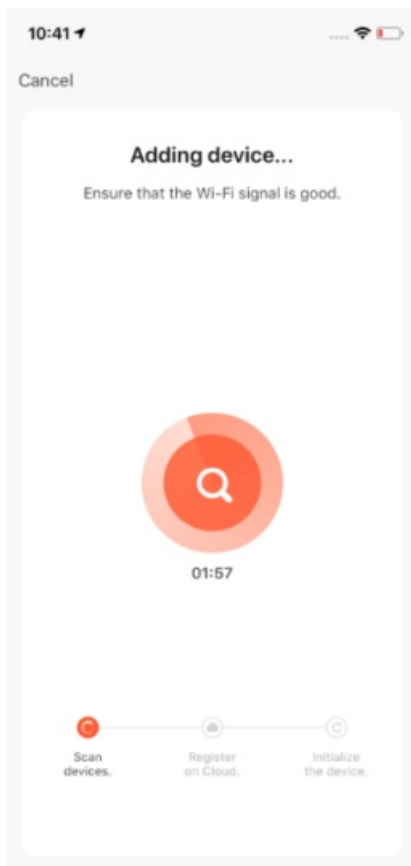 10:41
Cancel
Adding device...
Ensure that the Wi-Fi signal is good.
01:57
Scan
devices.
Register
on Cloud.
Initialize
the device.